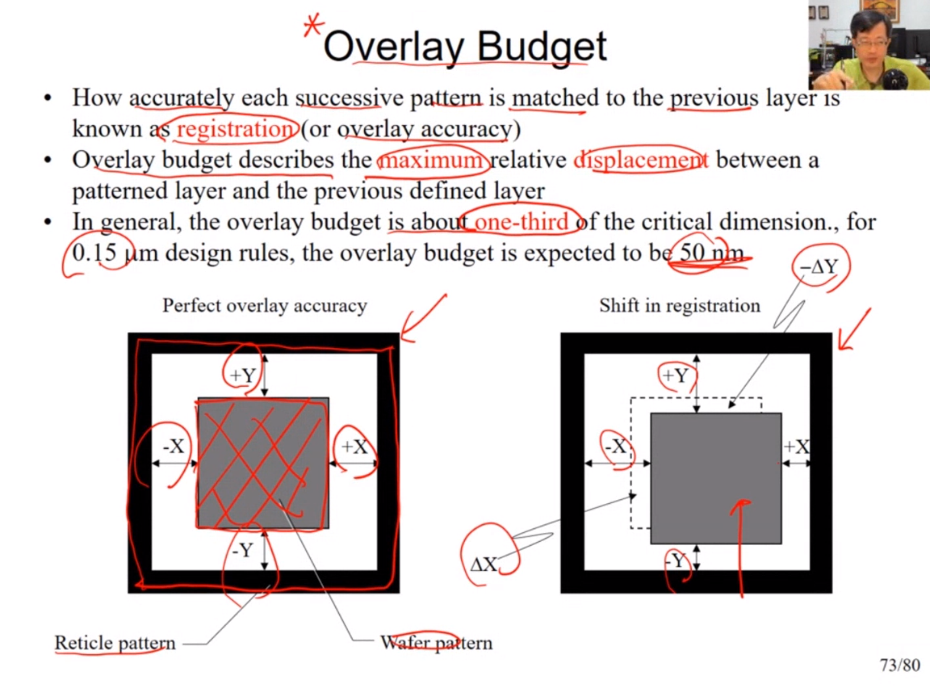 *Overlay Budget
• How accurately each successive pattern is matched to the previous layer is
known as registration (or overlay accuracy)
• Overlay budget describes the maximum relative displacement between a
patterned layer and the previous defined layer
• In general, the overlay budget is about one-third of the critical dimension., for
0.15 μm design rules, the overlay budget is expected to be 50 nm
−ΔY
Perfect overlay accuracy
Shift in registration
+Y
-X
+X
-Y
+Y
-X
+X
-Y
ΔX
Reticle pattern
Wafer pattern
73/80